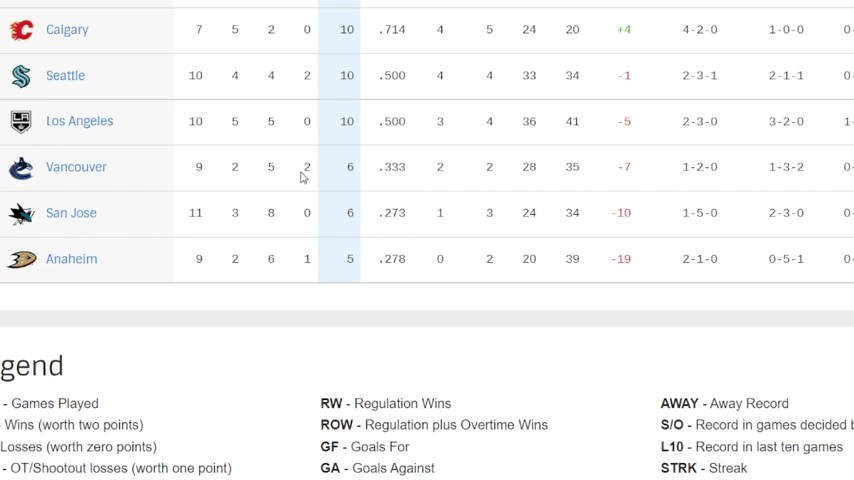 Calgary 7 5 2 0 10 .714 4 5 24 20 +4 4-2-0 1-0-0 0-
Seattle 10 4 4 2 10 .500 4 4 33 34 -1 2-3-1 2-1-1 0-
LA Los Angeles 10 5 5 0 10 .500 3 4 36 41 -5 2-3-0 3-2-0 1-
Vancouver 9 2 5 2 6 .333 2 2 28 35 -7 1-2-0 1-3-2 0-
San Jose 11 3 8 0 6 .273 1 3 24 34 -10 1-5-0 2-3-0 0-
Anaheim 9 2 6 1 5 .278 0 2 20 39 -19 2-1-0 0-5-1 0-
gend
- Games Played RW - Regulation Wins AWAY - Away Record
- Wins (worth two points) ROW - Regulation plus Overtime Wins S/O - Record in games decided b
Losses (worth zero points) GF - Goals For L10 - Record in last ten games
- OT/Shootout losses (worth one point) GA - Goals Against STRK - Streak